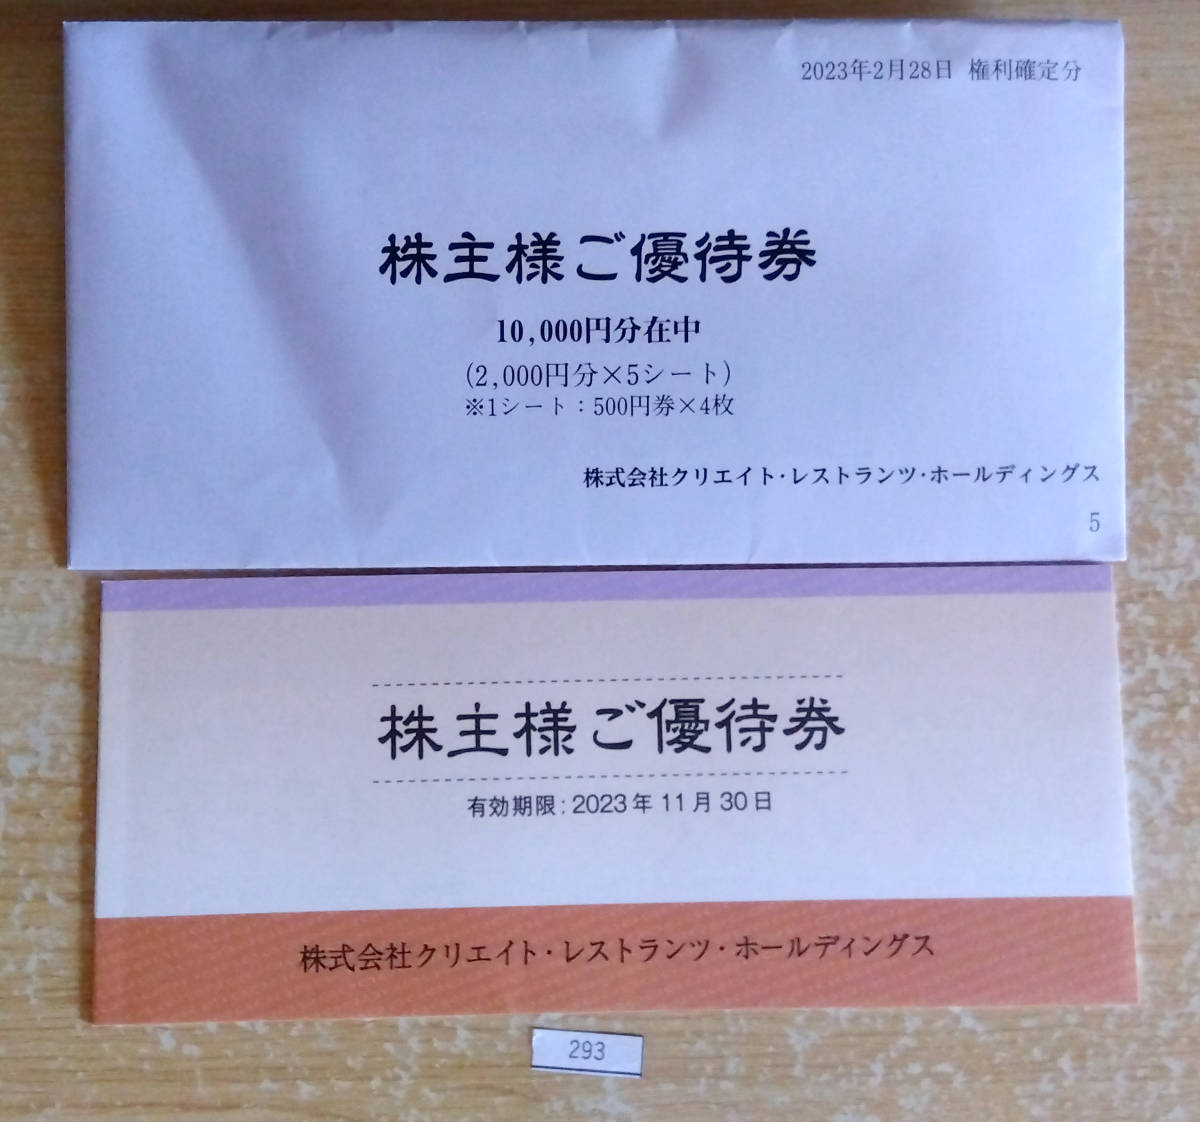 2023年2月28日 権利確定分
株主様ご優待券
10,000円分在中
(2,000円分×5シート)
※1シート：500円券×4枚
株式会社クリエイト・レストランツ・ホールディングス
5
株主様ご優待券
有効期限:2023年11月30日
株式会社クリエイト・レストランツ・ホールディングス
293